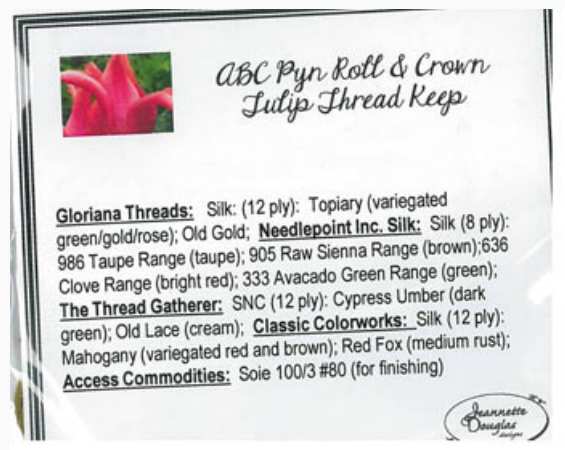 ABC Pyn Roll & Crown
Tulip Thread Keep
Gloriana Threads: Silk: (12 ply): Topiary (variegated
green/gold/rose); Old Gold; Needlepoint Inc. Silk: Silk (8 ply):
986 Taupe Range (taupe); 905 Raw Sienna Range (brown);636
Clove Range (bright red); 333 Avacado Green Range (green);
The Thread Gatherer: SNC (12 ply): Cypress Umber (dark
green); Old Lace (cream); Classic Colorworks: Silk (12 ply):
Mahogany (variegated red and brown); Red Fox (medium rust);
Access Commodities: Soie 100/3 #80 (for finishing)
Jeannette
Douglas
designs